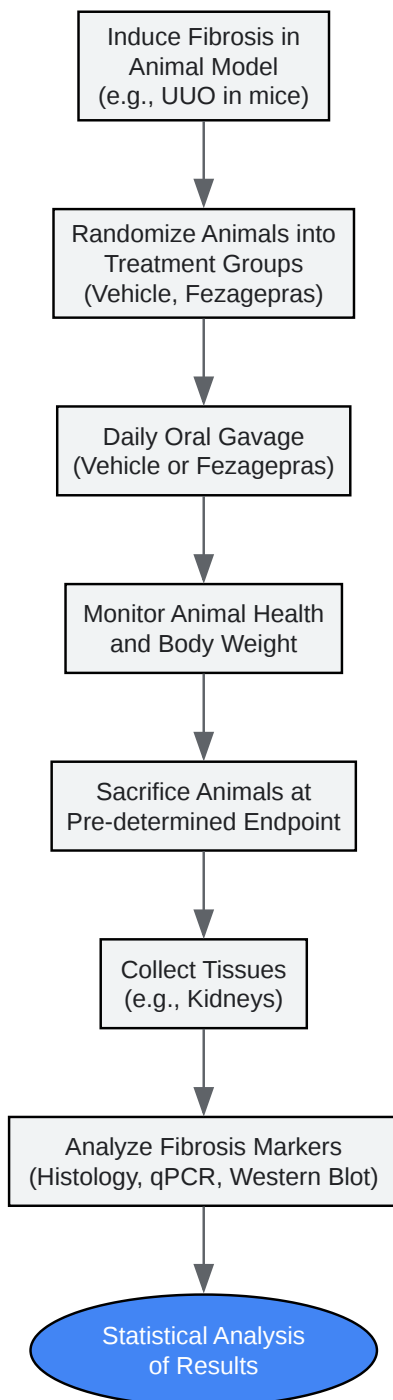 Induce Fibrosis in
Animal Model
(e.g., UUO in mice)
Randomize Animals into
Treatment Groups
(Vehicle, Fezagepras)
Daily Oral Gavage
(Vehicle or Fezagepras)
Monitor Animal Health
and Body Weight
Sacrifice Animals at
Pre-determined Endpoint
Collect Tissues
(e.g., Kidneys)
Analyze Fibrosis Markers
(Histology, qPCR, Western Blot)
Statistical Analysis
of Results